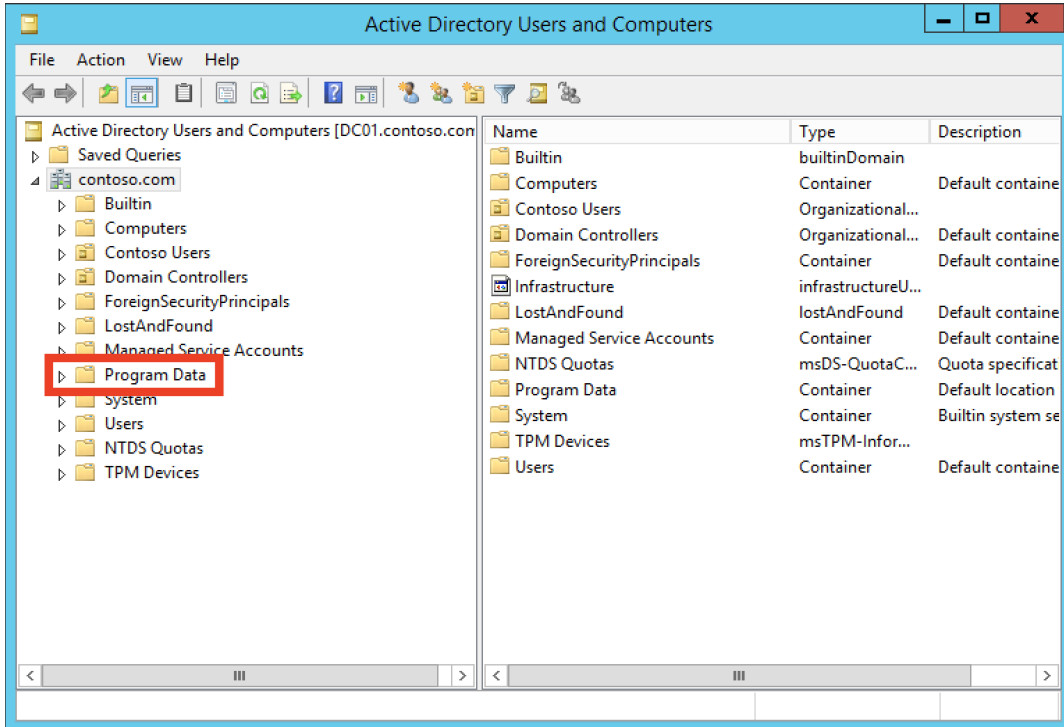 Active Directory Users and Computers
File Action View Help
Active Directory Users and Computers [DC01.contoso.con
Saved Queries
contoso.com
Builtin
Computers
Contoso Users
Domain Controllers
ForeignSecurityPrincipals
LostAndFound
Managed Service Accounts
Program Data
System
Users
NTDS Quotas
TPM Devices
Name Type Description
Builtin builtinDomain
Computers Container Default containe
Contoso Users Organizational...
Domain Controllers Organizational... Default containe
ForeignSecurityPrincipals Container Default containe
Infrastructure infrastructureU...
LostAndFound lostAndFound Default containe
Managed Service Accounts Container Default containe
NTDS Quotas msDS-QuotaC... Quota specificat
Program Data Container Default location
System Container Builtin system se
TPM Devices msTPM-Infor...
Users Container Default containe